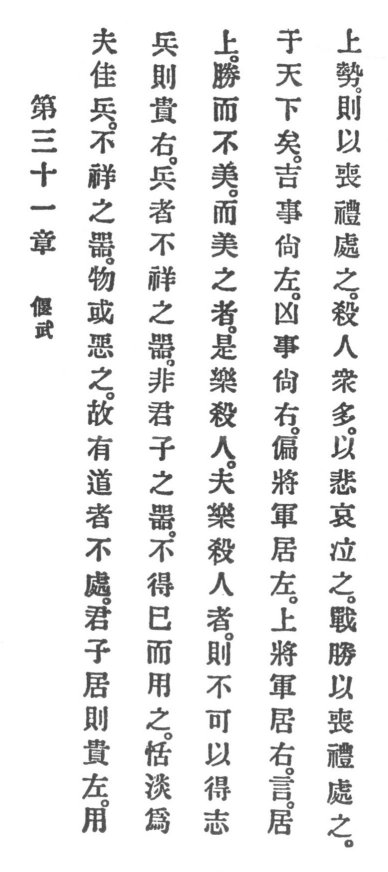 第三十一章 偃武
夫佳兵。不祥之器。物或惡之。故有道者不處。君子居則貴左。用
兵則貴右。兵者不祥之器。非君子之器。不得巳而用之。恬淡爲
上。勝而不美。而美之者。是樂殺人。夫樂殺人者。則不可以得志
于天下矣。吉事尙左。凶事尙右。偏將軍居左。上將軍居右。言。居
上勢。則以喪禮處之。殺人衆多。以悲哀泣之。戰勝以喪禮處之。